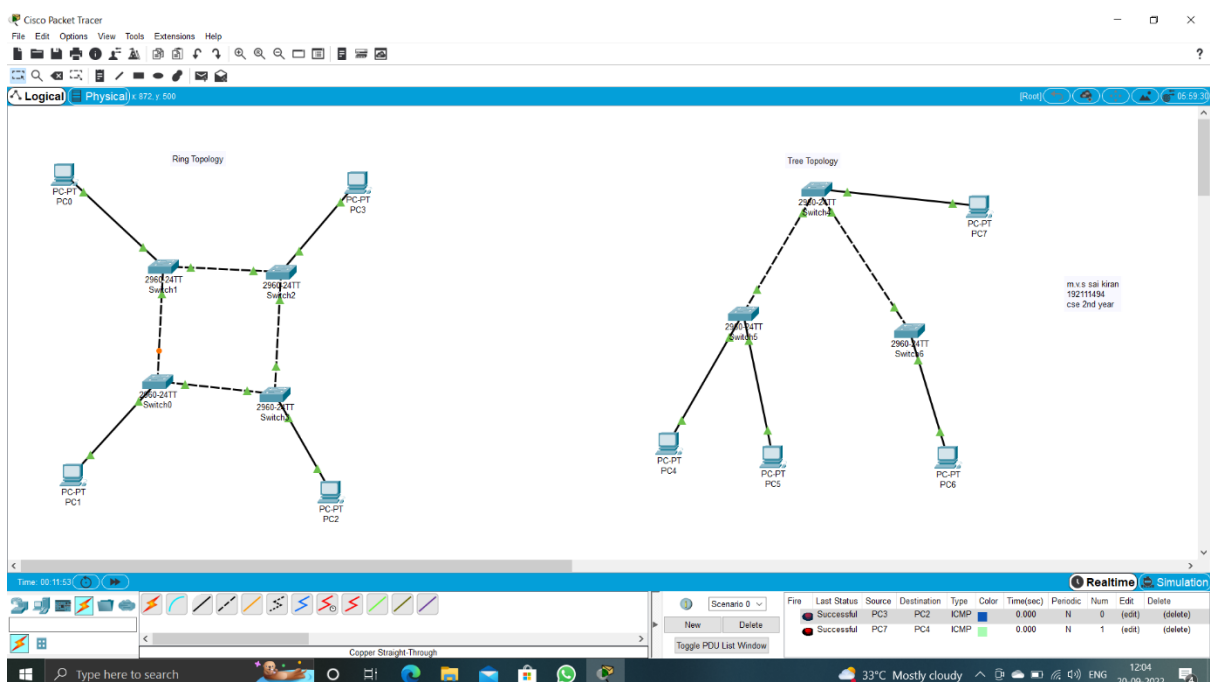 Cisco Packet Tracer
File Edit Options View Tools Extensions Help
?
Logical Physical x: 972, y: 500
[Root] 05:59:30
Ring Topology
PC-PT
PC0
PC-PT
PC3
2960-24TT
Switch1
2960-24TT
Switch2
2960-24TT
Switch0
2960-24TT
PC-PT
PC1
PC-PT
PC2
Tree Topology
2960-24TT
PC-PT
PC7
m.v.s sai kiran
192111494
cse 2nd year
2960-24TT
Switch5
2960-24TT
Switch6
PC-PT
PC4
PC-PT
PC5
PC-PT
PC6
Time: 00:11:53
Realtime Simulation
Scenario 0
New Delete
Toggle PDU List Window
Fire Last Status Source Destination Type Color Time(sec) Periodic Num Edit Delete
Successful PC3 PC2 ICMP 0.000 N 0 (edit) (delete)
Successful PC7 PC4 ICMP 0.000 N 1 (edit) (delete)
Copper Straight-Through
Type here to search
33°C Mostly cloudy ENG
12:04
20-09-2022